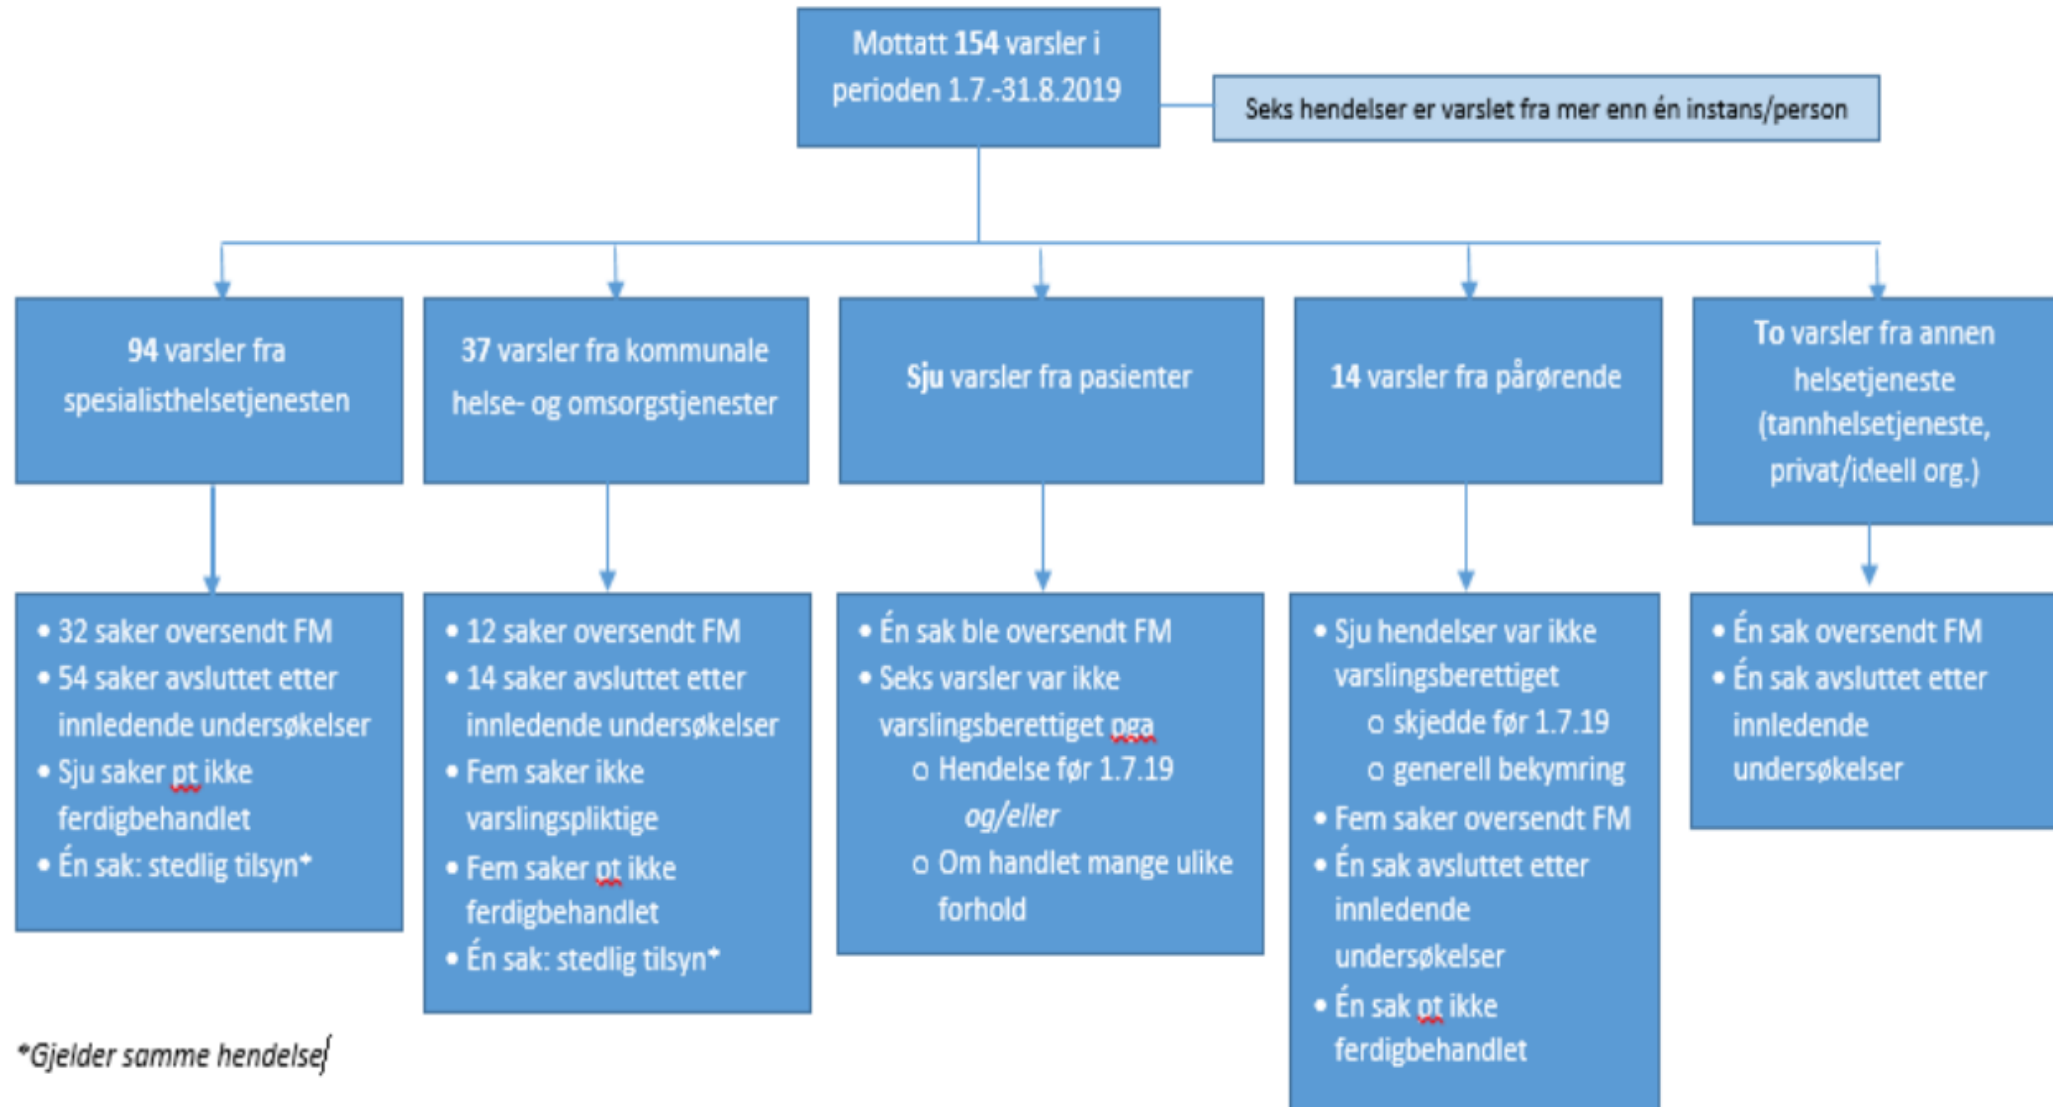 Mottatt 154 varsler i
perioden 1.7.-31.8.2019
Seks hendelser er varslet fra mer enn én instans/person
94 varsler fra
spesialisthelsetjenesten
37 varsler fra kommunale
helse- og omsorgstjenester
Sju varsler fra pasienter
14 varsler fra pårørende
To varsler fra annen
helsetjeneste
(tannhelsetjeneste,
privat/ideell org.)
• 32 saker oversendt FM
• 54 saker avsluttet etter
innledende undersøkelser
• Sju saker pt ikke
ferdigbehandlet
• Én sak: stedlig tilsyn*
• 12 saker oversendt FM
• 14 saker avsluttet etter
innledende undersøkelser
• Fem saker ikke
varslingspliktige
• Fem saker pt ikke
ferdigbehandlet
• Én sak: stedlig tilsyn*
• Én sak ble oversendt FM
• Seks varsler var ikke
varslingsberettiget pga
o Hendelse før 1.7.19
og/eller
o Om handlet mange ulike
forhold
• Sju hendelser var ikke
varslingsberettiget
o skjedde før 1.7.19
o generell bekymring
• Fem saker oversendt FM
• Én sak avsluttet etter
innledende
undersøkelser
• Én sak pt ikke
ferdigbehandlet
• Én sak oversendt FM
• Én sak avsluttet etter
innledende
undersøkelser
*Gjelder samme hendelse